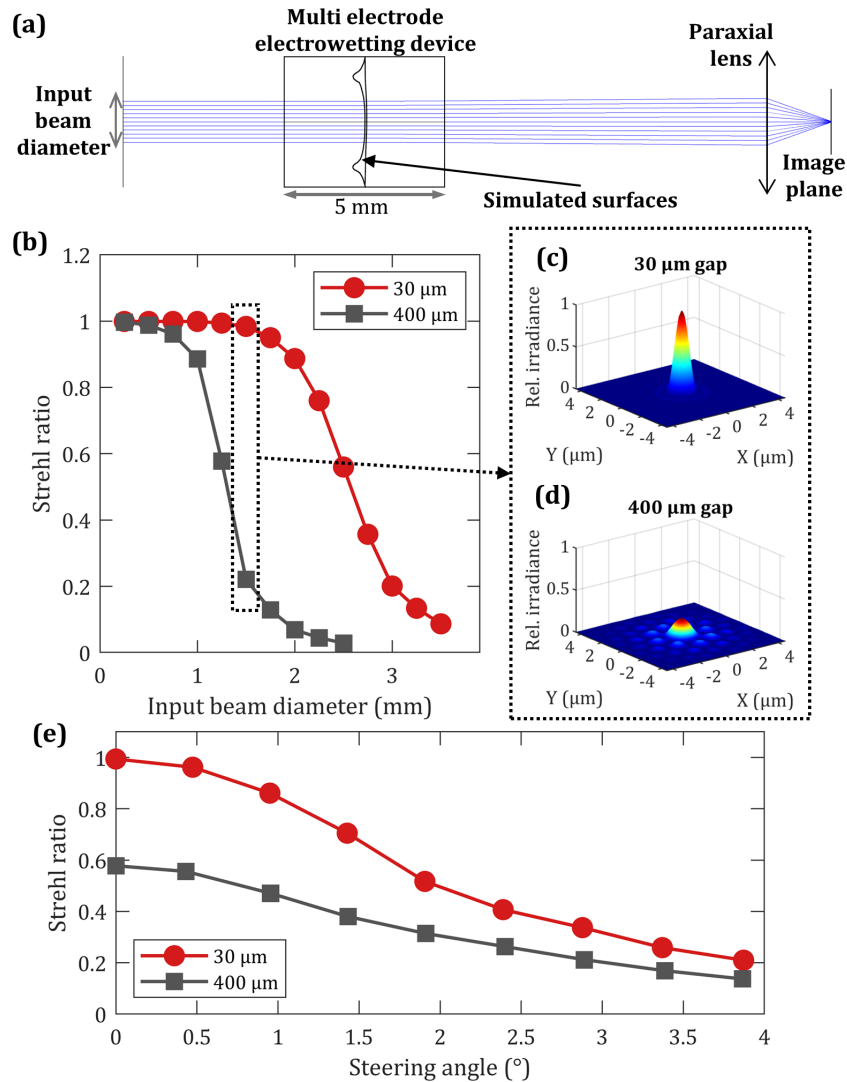 (a)
Multi electrode
electrowetting device
Paraxial
lens
Input
beam
diameter
Image
plane
Simulated surfaces
5 mm
(b)
1.2
1
0.8
0.6
0.4
0.2
0
Strehl ratio
30 µm
400 µm
0
1
2
3
Input beam diameter (mm)
(c)
30 µm gap
1
0.5
0
Rel. irradiance
4
2
0
-2
-4
Y (µm)
-4
-2
0
2
4
X (µm)
(d)
400 µm gap
1
0.5
0
Rel. irradiance
4
2
0
-2
-4
Y (µm)
-4
-2
0
2
4
X (µm)
(e)
1
0.8
0.6
0.4
0.2
0
Strehl ratio
30 µm
400 µm
0
0.5
1
1.5
2
2.5
3
3.5
4
Steering angle (°)